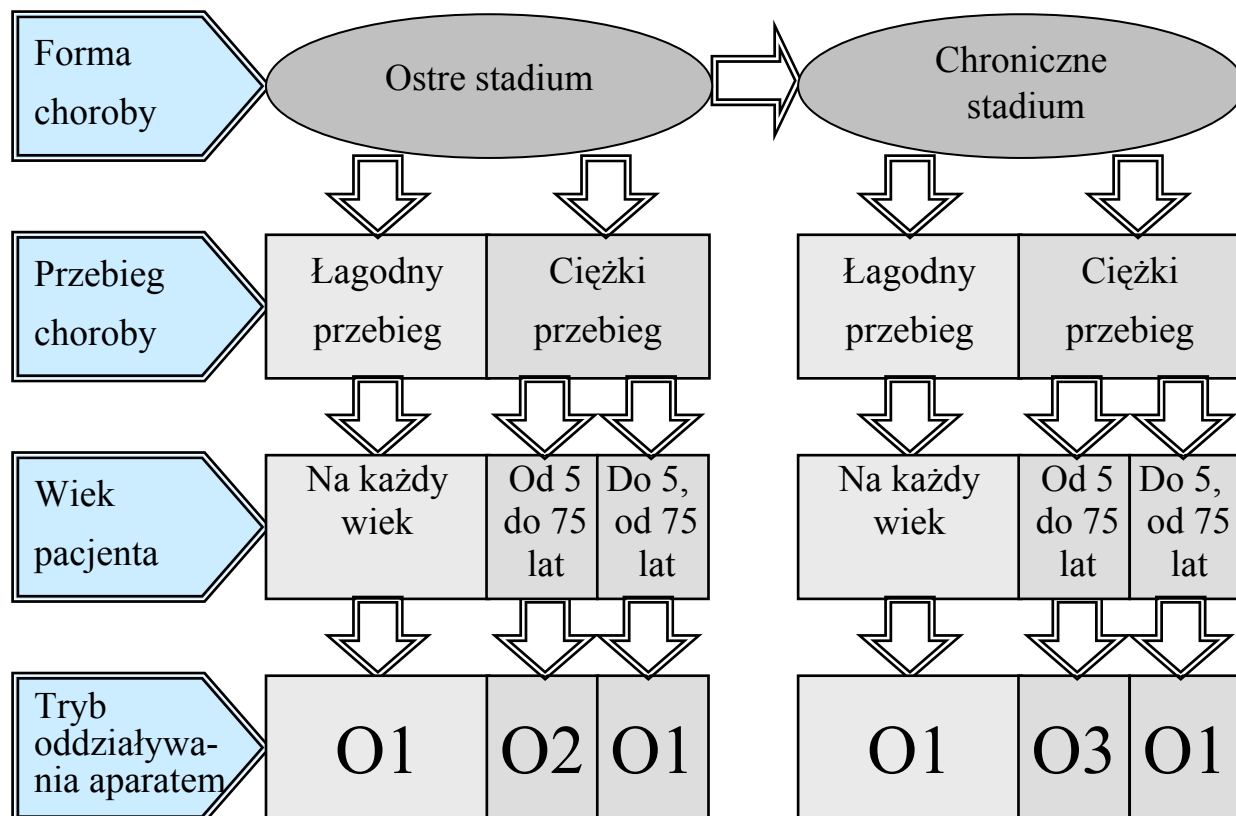 Forma
choroby
Ostre stadium
Chroniczne
stadium
Przebieg
choroby
Łagodny
przebieg
Ciężki
przebieg
Łagodny
przebieg
Ciężki
przebieg
Wiek
pacjenta
Na każdy
wiek
Od 5
do 75
lat
Do 5,
od 75
lat
Na każdy
wiek
Od 5
do 75
lat
Do 5,
od 75
lat
Tryb
oddziaływa-
nia aparatem
O1
O2
O1
O1
O3
O1